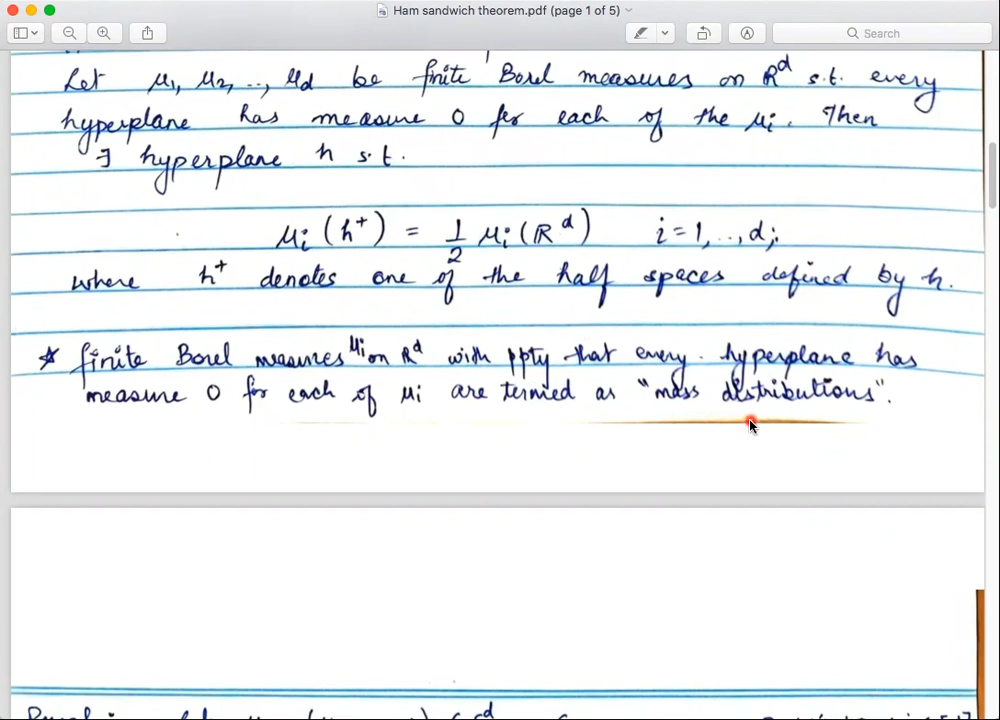 Ham sandwich theorem.pdf (page 1 of 5)
Search
Let μ1, μ2, .., μd be finite Borel measures on R^d s.t. every
hyperplane has measure 0 for each of the μi. Then
∃ hyperplane h s.t.
μi (h⁺) = 1/2 μi (R^d) i = 1, .., d;
where h⁺ denotes one of the half spaces defined by h.
* finite Borel measures μi on R^d with ppty that every hyperplane has
measure 0 for each of μi are termed as "mass distributions".